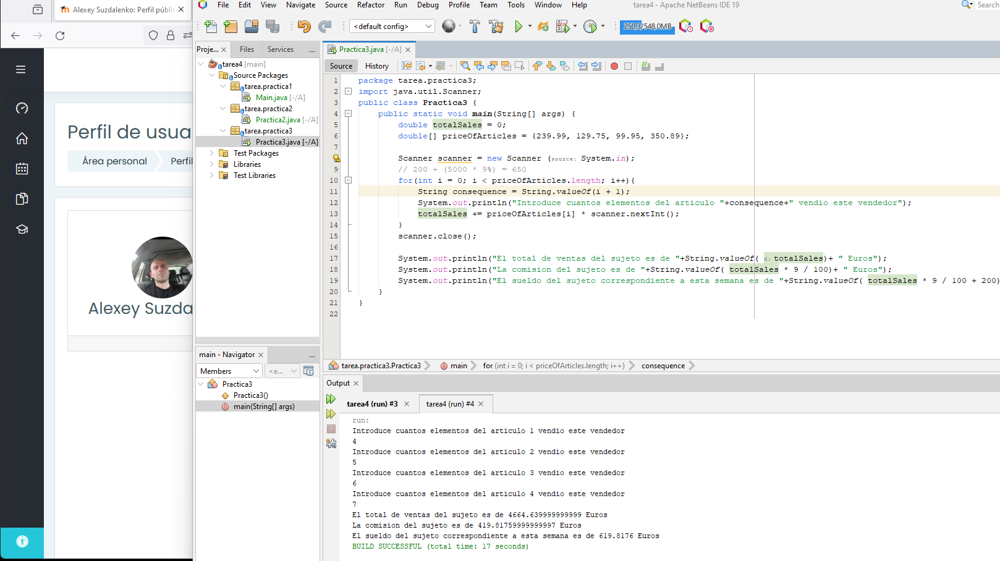 Alexey Suzdalenko: Perfil públic
File Edit View Navigate Source Refactor Run Debug Profile Team Tools Window Help
tarea4 - Apache NetBeans IDE 19
Search
<default config>
250,3/548,0MB
Perfil de usua
Área personal
Perfil
Alexey Suzda
Proje...
Files
Services
tarea4 [main]
Source Packages
tarea.practica1
Main.java [-/A]
tarea.practica2
Practica2.java [-/A]
tarea.practica3
Practica3.java [-/A]
Test Packages
Libraries
Test Libraries
main - Navigator
Members
<e...
Practica3
Practica3()
main(String[] args)
Practica3.java [-/A]
Source
History
1 package tarea.practica3;
2 import java.util.Scanner;
3 public class Practica3 {
4 public static void main(String[] args) {
5 double totalSales = 0;
6 double[] priceOfArticles = {239.99, 129.75, 99.95, 350.89};
7
Scanner scanner = new Scanner (source: System.in);
9 // 200 + (5000 * 9%) = 650
10 for(int i = 0; i < priceOfArticles.length; i++){
11 String consequence = String.valueOf(i + 1);
12 System.out.println("Introduce cuantos elementos del articulo "+consequence+" vendio este vendedor");
13 totalSales += priceOfArticles[i] * scanner.nextInt();
14 }
15 scanner.close();
16
17 System.out.println("El total de ventas del sujeto es de "+String.valueOf( d: totalSales)+ " Euros");
18 System.out.println("La comision del sujeto es de "+String.valueOf( totalSales * 9 / 100)+ " Euros");
19 System.out.println("El sueldo del sujeto correspondiente a esta semana es de "+String.valueOf( totalSales * 9 / 100 + 200)
20 }
21 }
22
tarea.practica3.Practica3
main
for (int i = 0; i < priceOfArticles.length; i++)
consequence
Output
tarea4 (run) #3
tarea4 (run) #4
run:
Introduce cuantos elementos del articulo 1 vendio este vendedor
4
Introduce cuantos elementos del articulo 2 vendio este vendedor
5
Introduce cuantos elementos del articulo 3 vendio este vendedor
6
Introduce cuantos elementos del articulo 4 vendio este vendedor
7
El total de ventas del sujeto es de 4664.639999999999 Euros
La comision del sujeto es de 419.81759999999997 Euros
El sueldo del sujeto correspondiente a esta semana es de 619.8176 Euros
BUILD SUCCESSFUL (total time: 17 seconds)